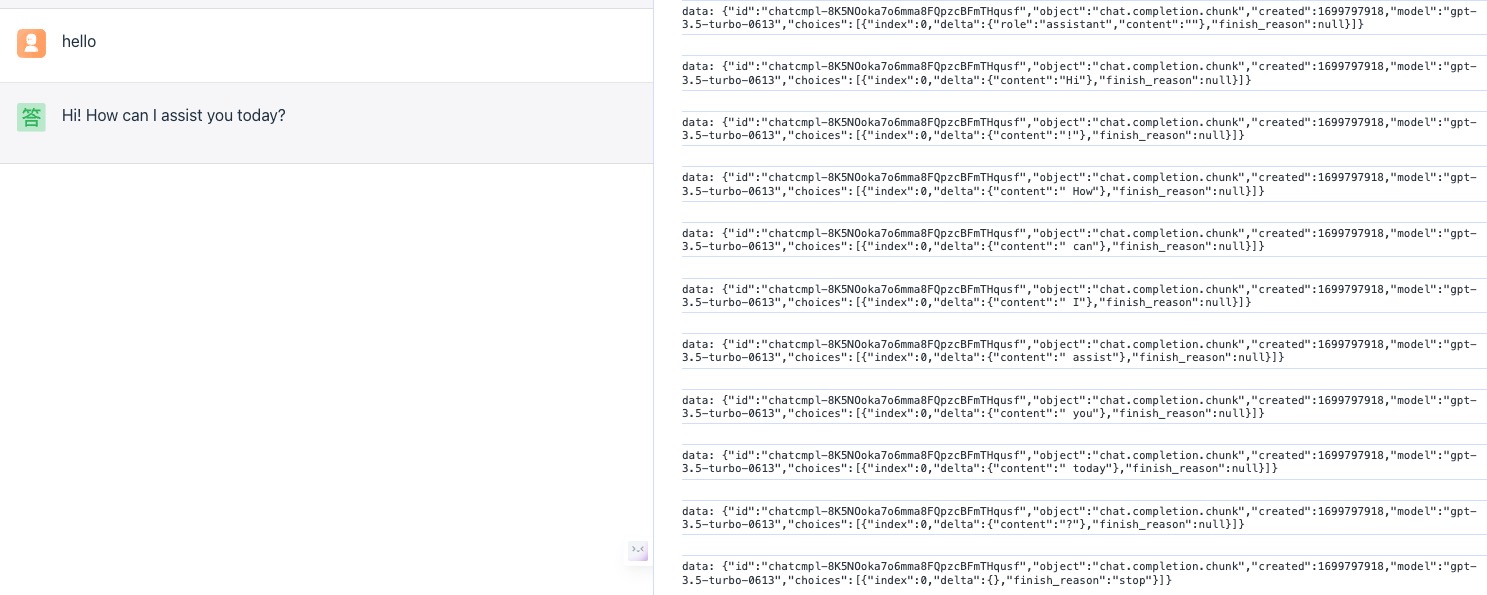 hello
答
Hi! How can I assist you today?
data: {"id":"chatcmpl-8K5NOoka7o6mma8FQpzcBFmTHqusf","object":"chat.completion.chunk","created":1699797918,"model":"gpt-
3.5-turbo-0613","choices":[{"index":0,"delta":{"role":"assistant","content":""},"finish_reason":null}]}
data: {"id":"chatcmpl-8K5NOoka7o6mma8FQpzcBFmTHqusf","object":"chat.completion.chunk","created":1699797918,"model":"gpt-
3.5-turbo-0613","choices":[{"index":0,"delta":{"content":"Hi"},"finish_reason":null}]}
data: {"id":"chatcmpl-8K5NOoka7o6mma8FQpzcBFmTHqusf","object":"chat.completion.chunk","created":1699797918,"model":"gpt-
3.5-turbo-0613","choices":[{"index":0,"delta":{"content":"!"},"finish_reason":null}]}
data: {"id":"chatcmpl-8K5NOoka7o6mma8FQpzcBFmTHqusf","object":"chat.completion.chunk","created":1699797918,"model":"gpt-
3.5-turbo-0613","choices":[{"index":0,"delta":{"content":" How"},"finish_reason":null}]}
data: {"id":"chatcmpl-8K5NOoka7o6mma8FQpzcBFmTHqusf","object":"chat.completion.chunk","created":1699797918,"model":"gpt-
3.5-turbo-0613","choices":[{"index":0,"delta":{"content":" can"},"finish_reason":null}]}
data: {"id":"chatcmpl-8K5NOoka7o6mma8FQpzcBFmTHqusf","object":"chat.completion.chunk","created":1699797918,"model":"gpt-
3.5-turbo-0613","choices":[{"index":0,"delta":{"content":" I"},"finish_reason":null}]}
data: {"id":"chatcmpl-8K5NOoka7o6mma8FQpzcBFmTHqusf","object":"chat.completion.chunk","created":1699797918,"model":"gpt-
3.5-turbo-0613","choices":[{"index":0,"delta":{"content":" assist"},"finish_reason":null}]}
data: {"id":"chatcmpl-8K5NOoka7o6mma8FQpzcBFmTHqusf","object":"chat.completion.chunk","created":1699797918,"model":"gpt-
3.5-turbo-0613","choices":[{"index":0,"delta":{"content":" you"},"finish_reason":null}]}
data: {"id":"chatcmpl-8K5NOoka7o6mma8FQpzcBFmTHqusf","object":"chat.completion.chunk","created":1699797918,"model":"gpt-
3.5-turbo-0613","choices":[{"index":0,"delta":{"content":" today"},"finish_reason":null}]}
data: {"id":"chatcmpl-8K5NOoka7o6mma8FQpzcBFmTHqusf","object":"chat.completion.chunk","created":1699797918,"model":"gpt-
3.5-turbo-0613","choices":[{"index":0,"delta":{"content":"?"},"finish_reason":null}]}
data: {"id":"chatcmpl-8K5NOoka7o6mma8FQpzcBFmTHqusf","object":"chat.completion.chunk","created":1699797918,"model":"gpt-
3.5-turbo-0613","choices":[{"index":0,"delta":{},"finish_reason":"stop"}]}